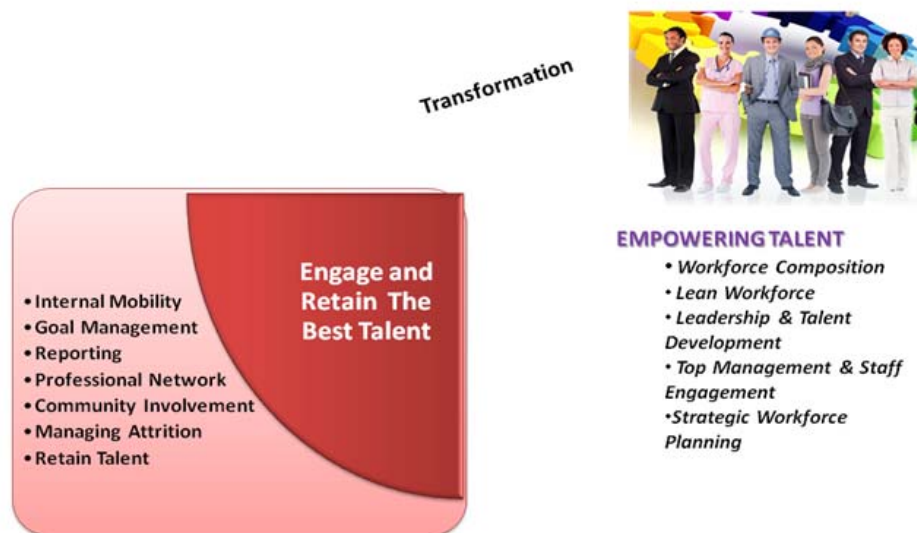 Transformation
• Internal Mobility
• Goal Management
• Reporting
• Professional Network
• Community Involvement
• Managing Attrition
• Retain Talent
Engage and
Retain The
Best Talent
EMPOWERING TALENT
• Workforce Composition
• Lean Workforce
• Leadership & Talent
Development
• Top Management & Staff
Engagement
•Strategic Workforce
Planning